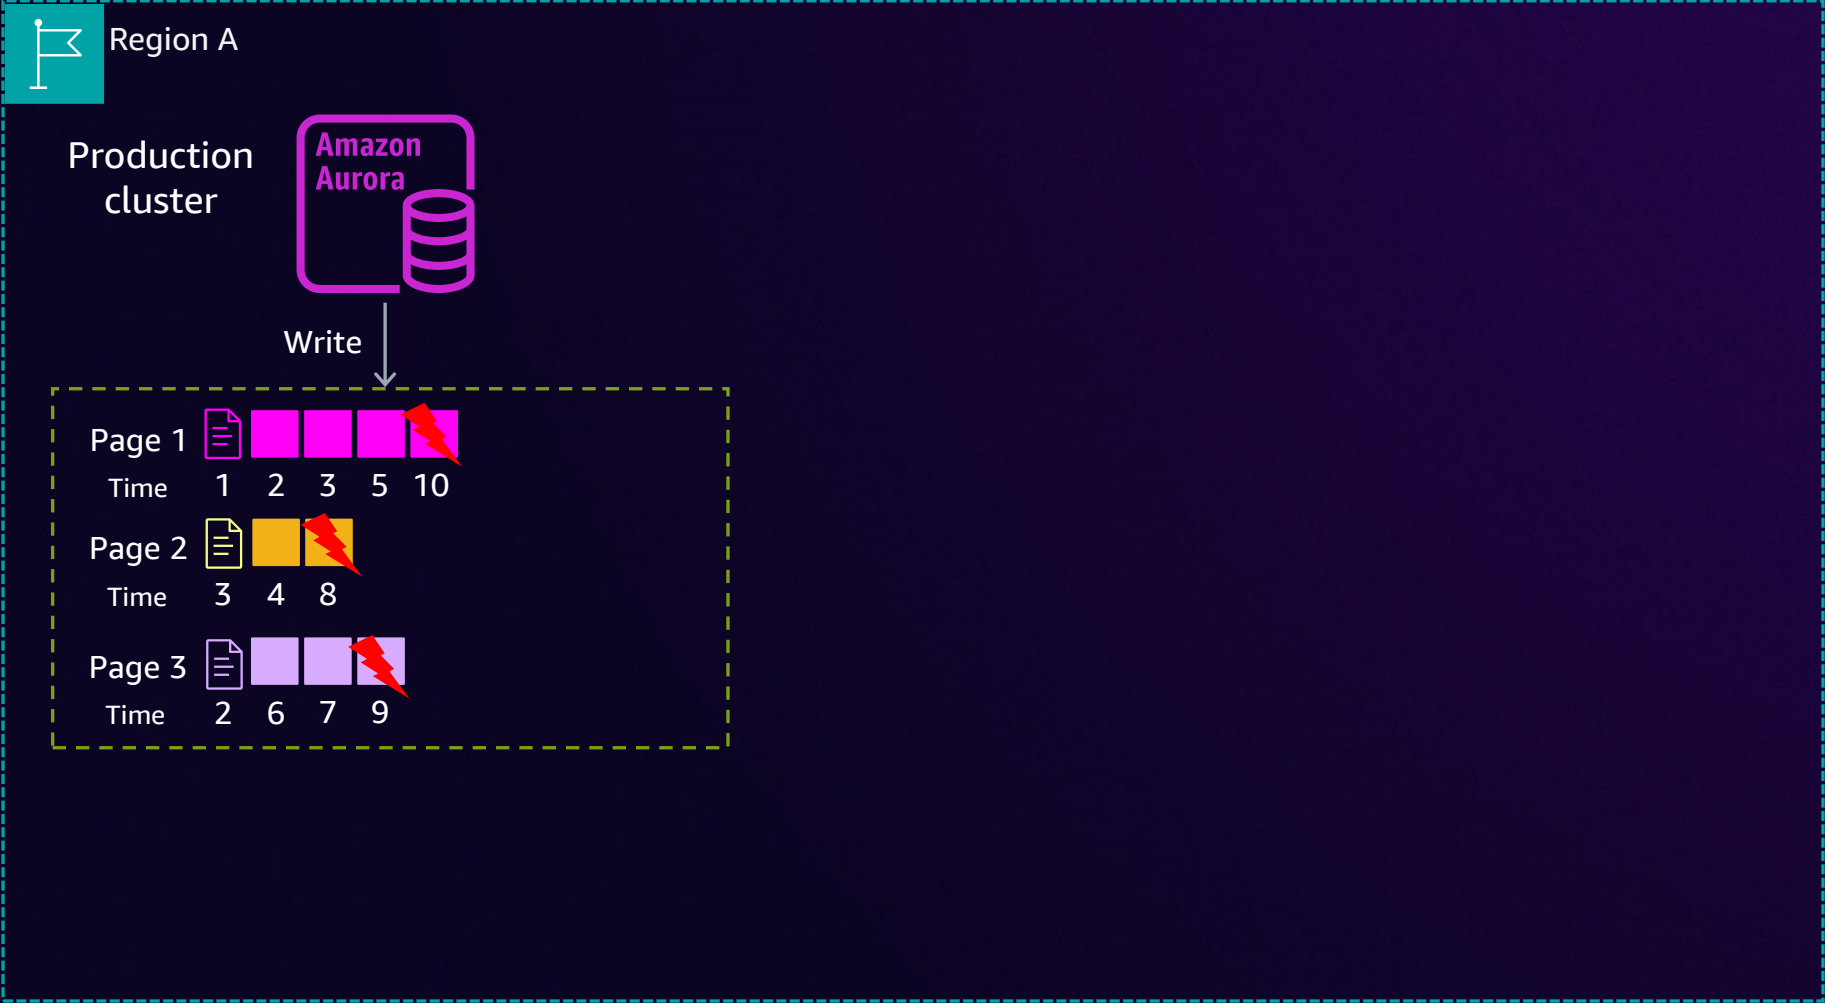 Region A
Production
cluster
Amazon
Aurora
Write
Page 1
Time 1 2 3 5 10
Page 2
Time 3 4 8
Page 3
Time 2 6 7 9